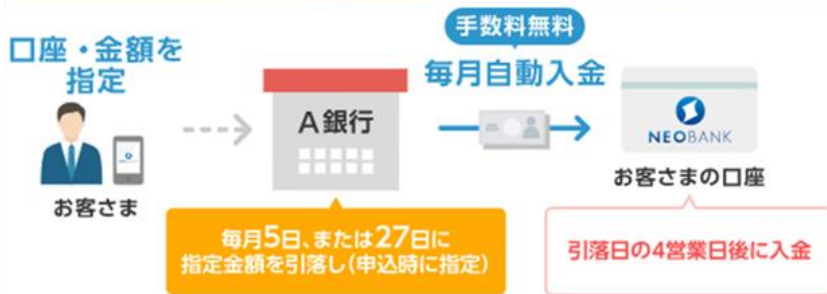 手数料無料
口座・金額を
指定
毎月自動入金
A銀行
NEOBANK
お客さま
お客さまの口座
毎月5日、または27日に
指定金額を引落し(申込時に指定)
引落日の4営業日後に入金